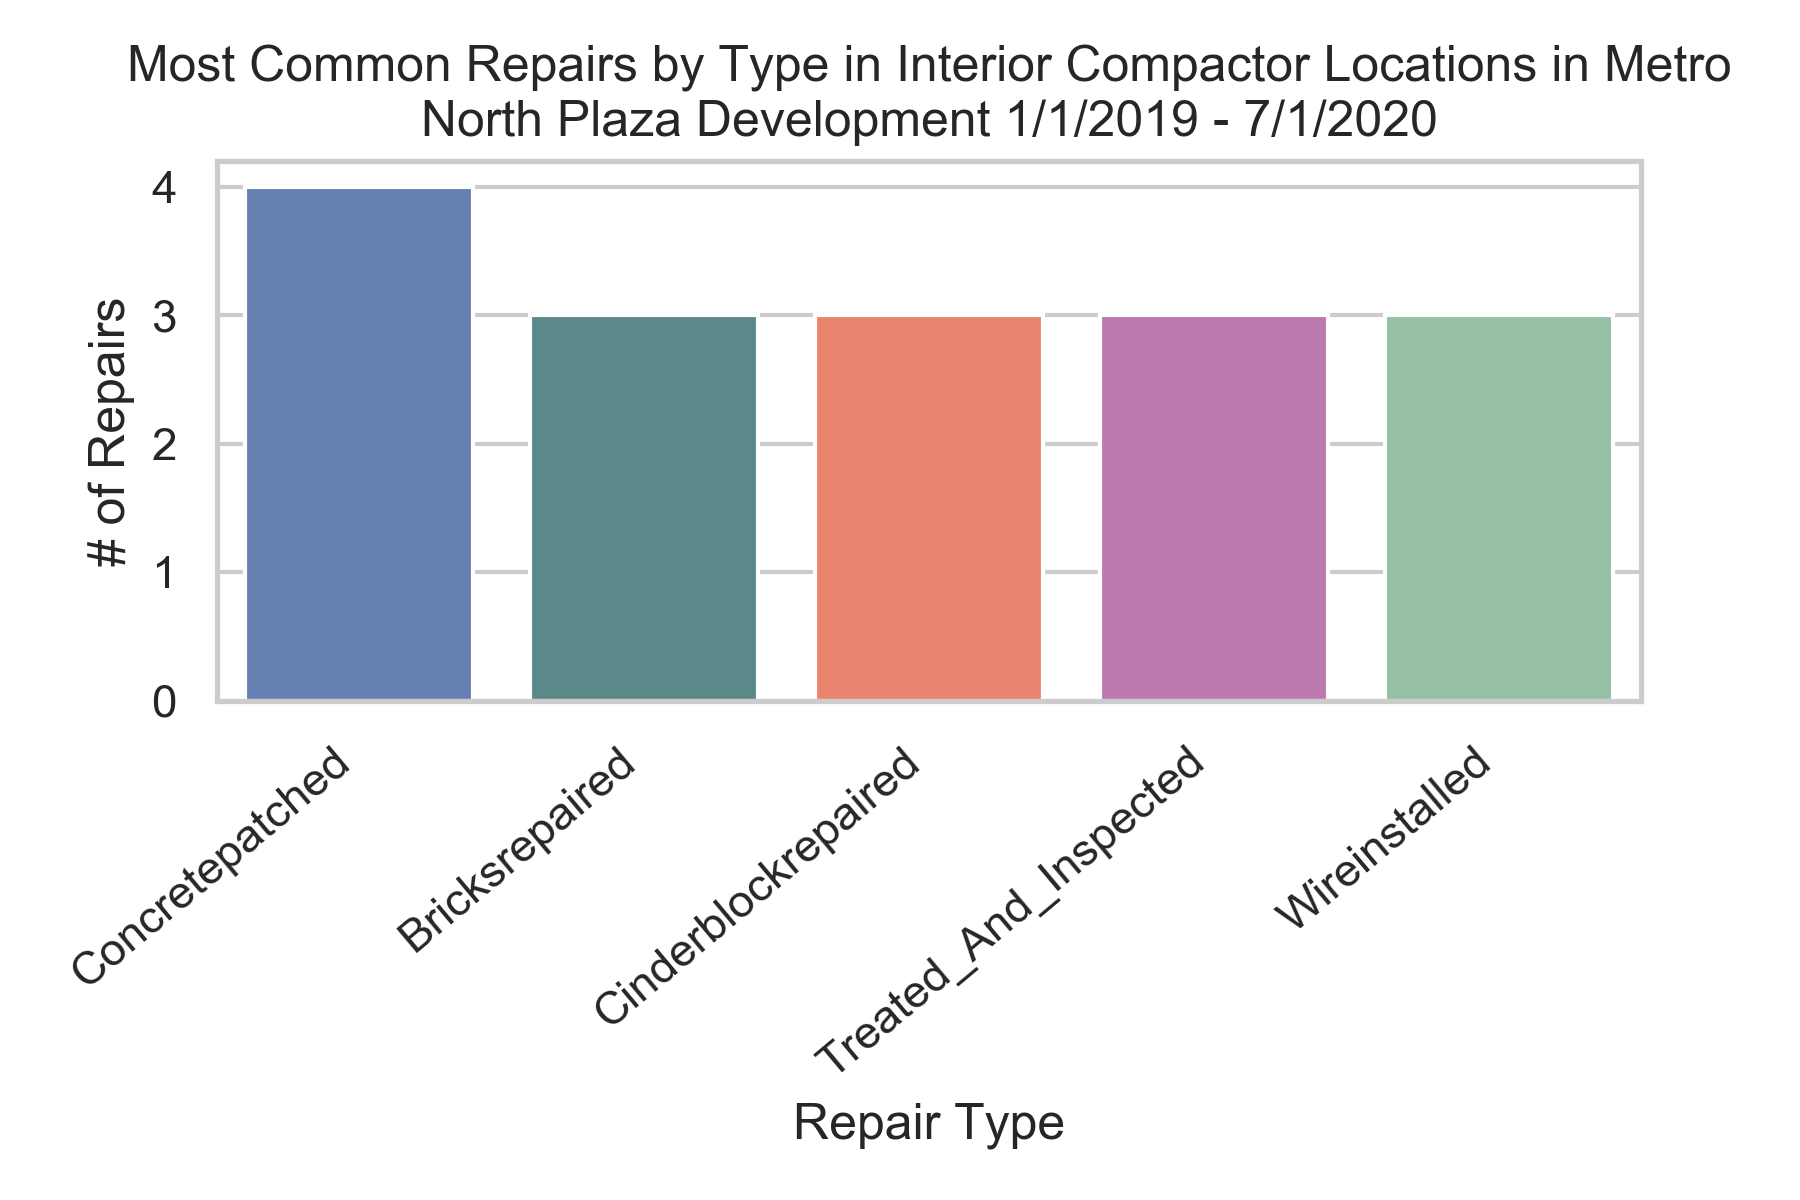 Most Common Repairs by Type in Interior Compactor Locations in Metro
North Plaza Development 1/1/2019 - 7/1/2020
# of Repairs
4
3
2
1
0
Concretepatched
Bricksrepaired
Cinderblockrepaired
Treated_And_Inspected
Wireinstalled
Repair Type